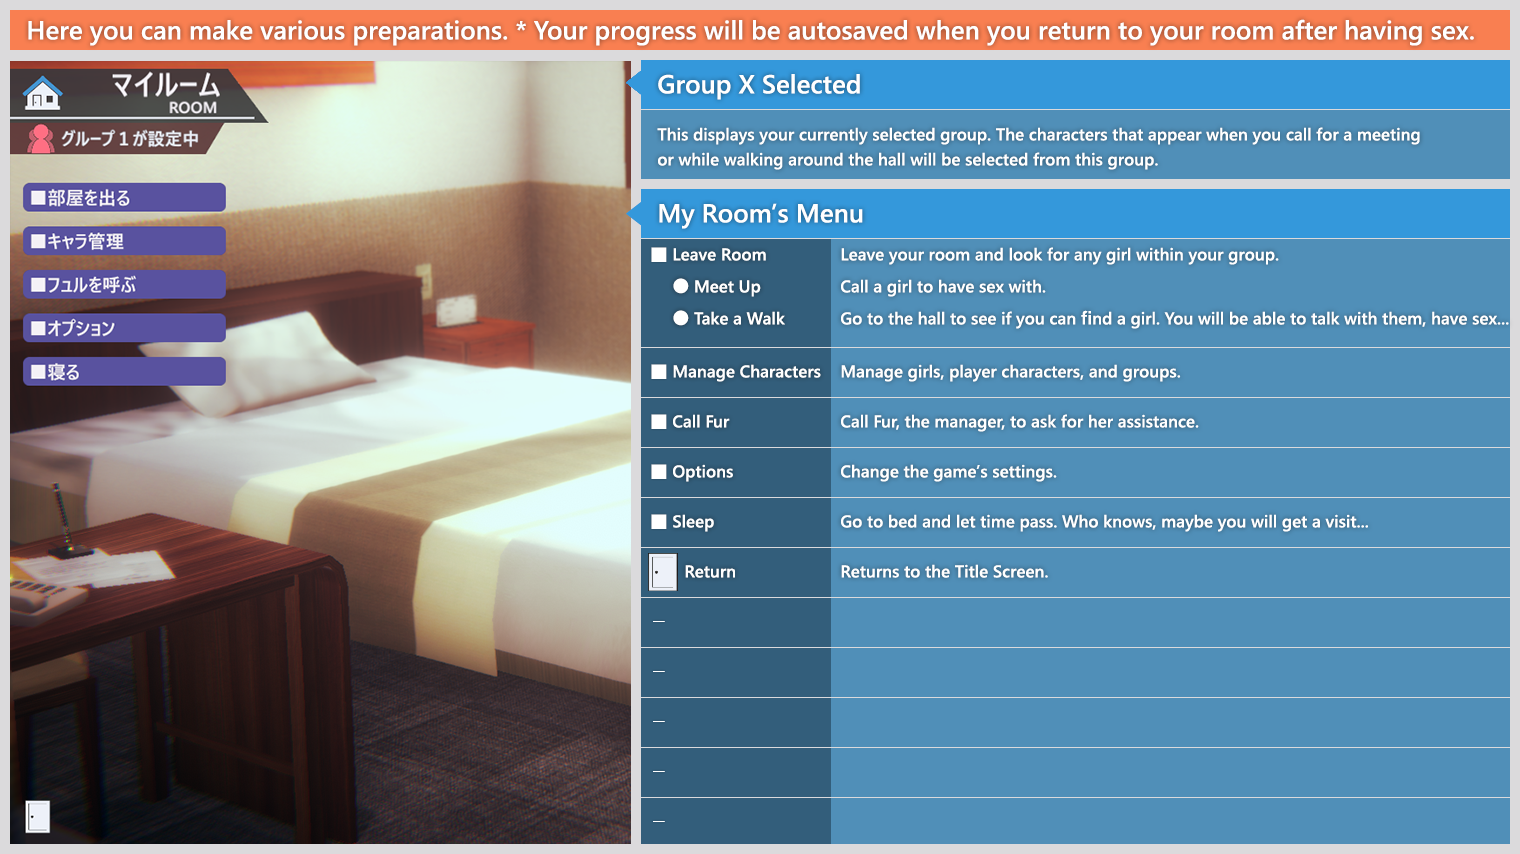 Here you can make various preparations. * Your progress will be autosaved when you return to your room after having sex.
マイルーム
ROOM
グループ 1 が設定中
■部屋を出る
■キャラ管理
■フュルを呼ぶ
■オプション
■寝る
Group X Selected
This displays your currently selected group. The characters that appear when you call for a meeting
or while walking around the hall will be selected from this group.
My Room's Menu
■ Leave Room Leave your room and look for any girl within your group.
● Meet Up Call a girl to have sex with.
● Take a Walk Go to the hall to see if you can find a girl. You will be able to talk with them, have sex...
■ Manage Characters Manage girls, player characters, and groups.
■ Call Fur Call Fur, the manager, to ask for her assistance.
■ Options Change the game's settings.
■ Sleep Go to bed and let time pass. Who knows, maybe you will get a visit...
Return Returns to the Title Screen.
—
—
—
—
—